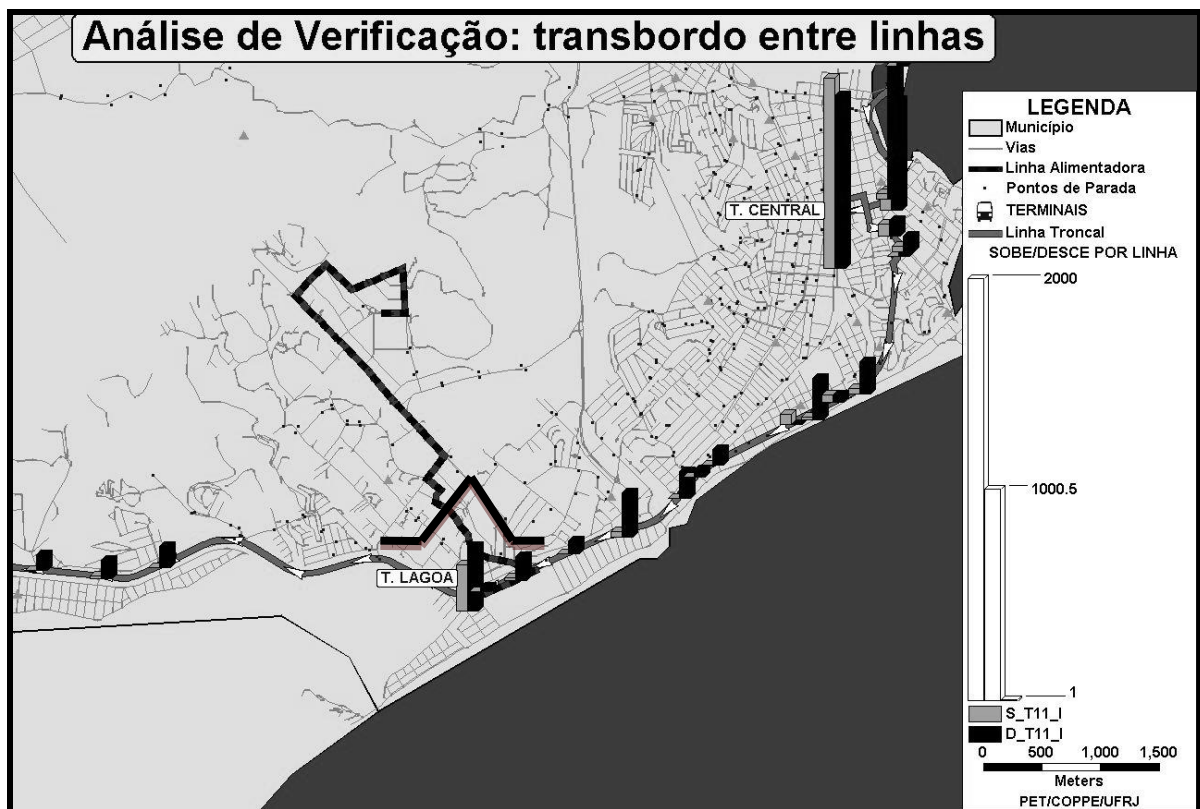 Análise de Verificação: transbordo entre linhas
T. CENTRAL
T. LAGOA
LEGENDA
Município
Vias
Linha Alimentadora
Pontos de Parada
TERMINAIS
Linha Troncal
SOBE/DESCE POR LINHA
2000
1000.5
1
S_T11_I
D_T11_I
0 500 1,000 1,500
Meters
PET/COPPE/UFRJ